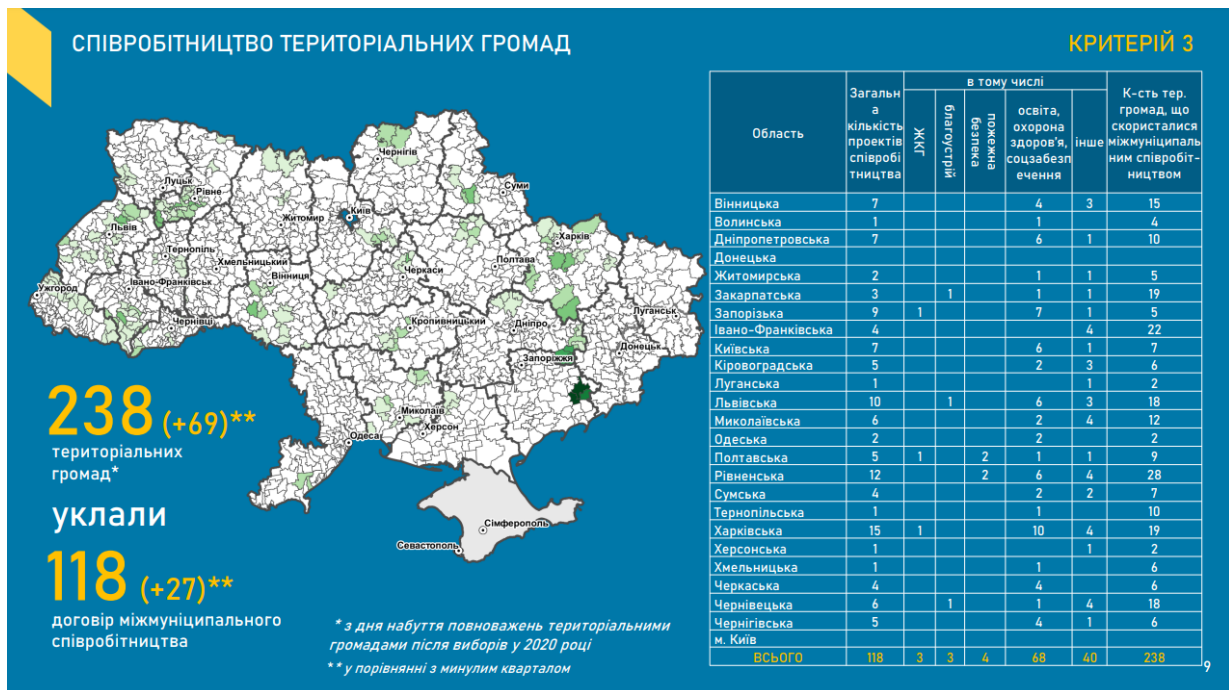 СПІВРОБІТНИЦТВО ТЕРИТОРІАЛЬНИХ ГРОМАД
КРИТЕРІЙ 3
Чернігів
Луцьк
Рівне
Суми
Житомир
Київ
Львів
Харків
Тернопіль
Полтава
Хмельницький
Черкаси
Вінниця
Ужгород
Івано-Франківськ
Луганськ
Чернівці
Кропивницький
Дніпро
Донецьк
Запоріжжя
Миколаїв
Херсон
Одеса
Сімферополь
Севастополь
238 (+69)**
територіальних
громад*
уклали
118 (+27)**
договір міжмуніципального
співробітництва
* з дня набуття повноважень територіальними
громадами після виборів у 2020 році
** у порівнянні з минулим кварталом
Область
Загальн
а
кількість
проектів
співробі
тництва
в тому числі
ЖКГ
благоустрій
пожежна
безпека
освіта,
охорона
здоров'я,
соцзабезп
ечення
інше
К-сть тер.
громад, що
скористалися
міжмуніципаль
ним співробіт-
ництвом
Вінницька 7 4 3 15
Волинська 1 1 4
Дніпропетровська 7 6 1 10
Донецька
Житомирська 2 1 1 5
Закарпатська 3 1 1 1 19
Запорізька 9 1 7 1 5
Івано-Франківська 4 4 22
Київська 7 6 1 7
Кіровоградська 5 2 3 6
Луганська 1 1 2
Львівська 10 1 6 3 18
Миколаївська 6 2 4 12
Одеська 2 2 2
Полтавська 5 1 2 1 1 9
Рівненська 12 2 6 4 28
Сумська 4 2 2 7
Тернопільська 1 1 10
Харківська 15 1 10 4 19
Херсонська 1 1 2
Хмельницька 1 1 6
Черкаська 4 4 6
Чернівецька 6 1 1 4 18
Чернігівська 5 4 1 6
м. Київ
ВСЬОГО 118 3 3 4 68 40 238
9